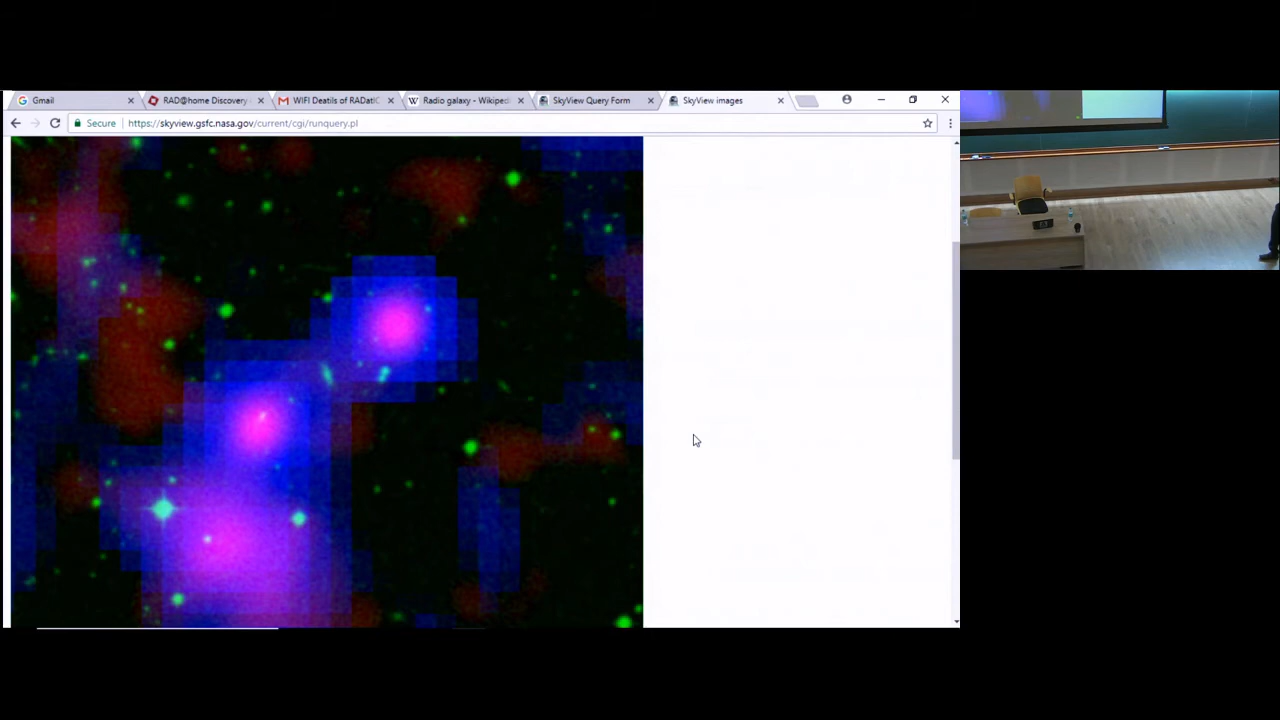 Gmail
RAD@home Discovery
WIFI Deatils of RADatIC
Radio galaxy - Wikiped
SkyView Query Form
SkyView images
Secure
https://skyview.gsfc.nasa.gov/current/cgi/runquery.pl